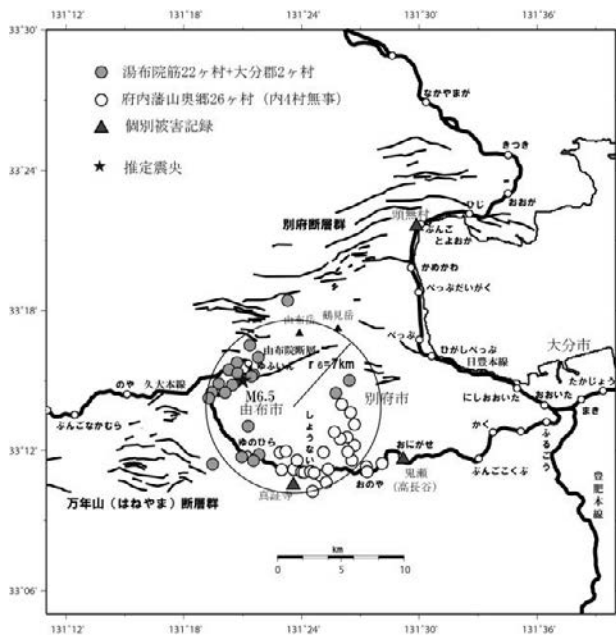 131°12'
131°18'
131°24'
131°30'
131°36'
33°30'
湯布院筋22ヶ村+大分郡2ヶ村
府内藩山奥郷26ヶ村（内4村無事）
個別被害記録
推定震央
なかやまが
きつき
33°24'
おおが
ひじ
頭無村
ぶんご
とよおか
別府断層群
かめかわ
べっぷだいがく
33°18'
由布岳
鶴見岳
べっぷ
大分市
由布院断層
ゆふいん
r6=7km
ひがしべっぷ
日豊本線
M6.5
のや
久大本線
由布市
別府市
にしおおいた
おおいた
たかじょう
まき
ぶんごなかむら
しょうない
かく
ふるごう
33°12'
ゆのひら
おにがせ
おのや
鬼瀬
(高長谷)
ぶんごこくぶ
万年山（はねやま）断層群
真証寺
豊肥本線
km
0
2
4
6
8
10
33°06'
131°12'
131°18'
131°24'
131°30'
131°36'